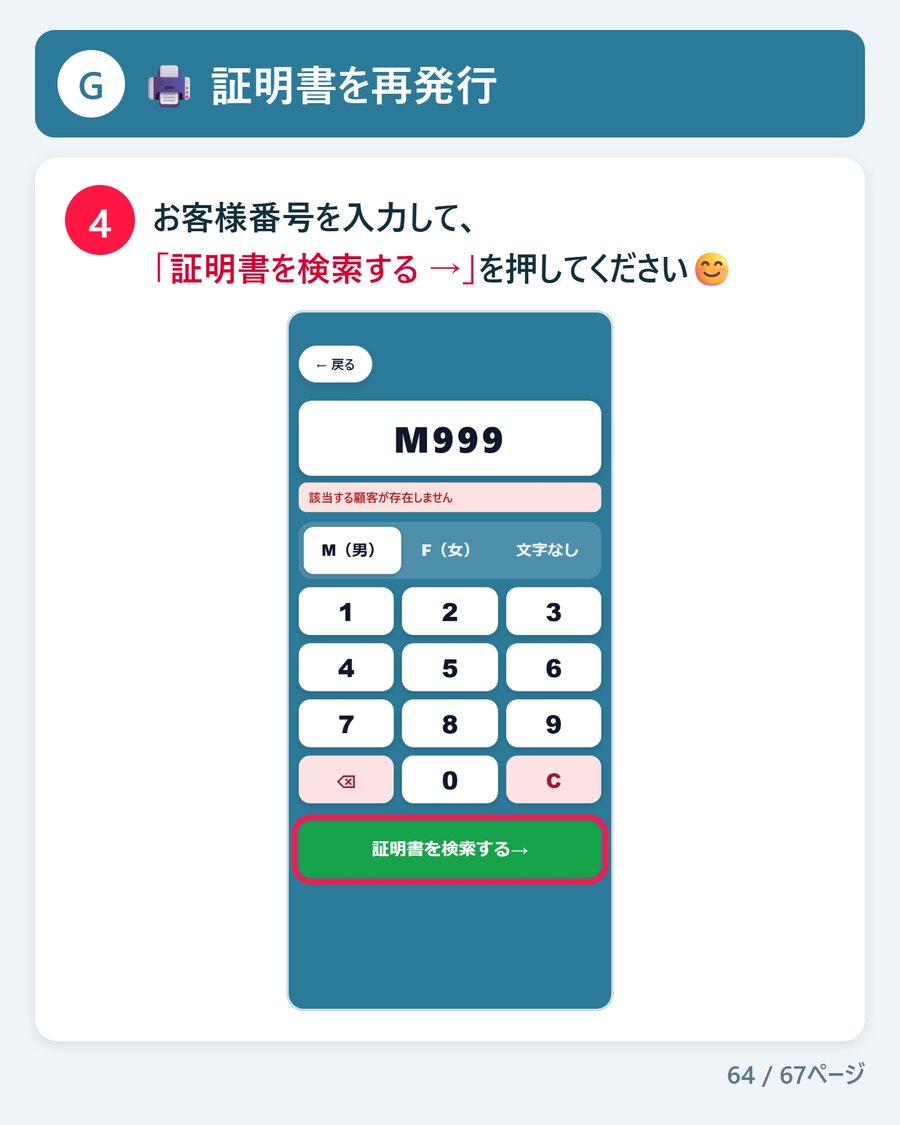 G 証明書を再発行
4 お客様番号を入力して、
「証明書を検索する →」を押してください😊
← 戻る
M999
該当する顧客が存在しません
M（男） F（女） 文字なし
1 2 3
4 5 6
7 8 9
⌫ 0 C
証明書を検索する→
64 / 67ページ